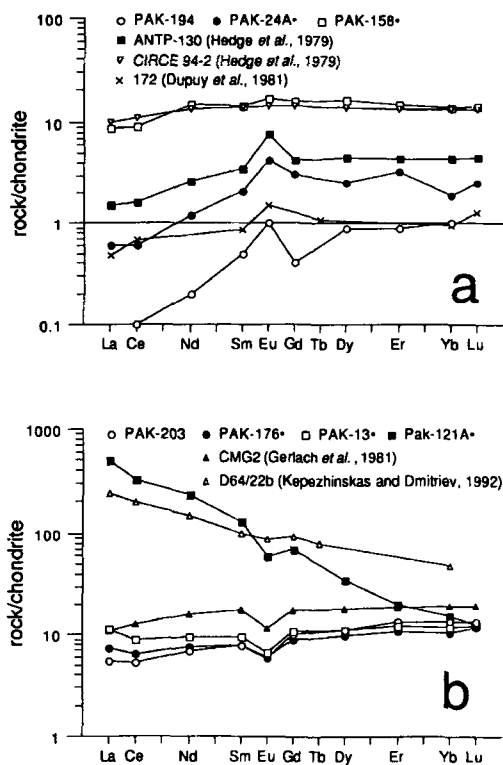 PAK-194 PAK-24A• PAK-158•
ANTP-130 (Hedge et al., 1979)
CIRCE 94-2 (Hedge et al., 1979)
172 (Dupuy et al., 1981)
rock/chondrite
100
10
1
0.1
a
La Ce Nd Sm Eu Gd Tb Dy Er Yb Lu
PAK-203 PAK-176• PAK-13• Pak-121A•
CMG2 (Gerlach et al., 1981)
D64/22b (Kepezhinskas and Dmitriev, 1992)
rock/chondrite
1000
100
10
1
b
La Ce Nd Sm Eu Gd Tb Dy Er Yb Lu